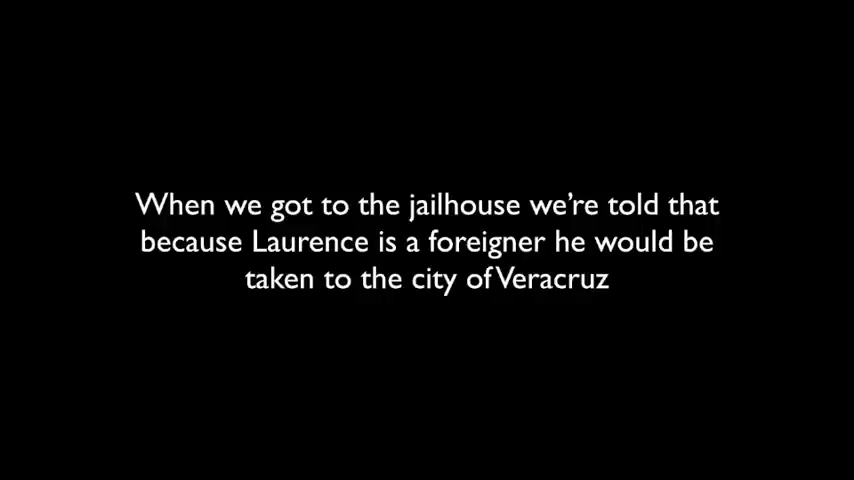 When we got to the jailhouse we’re told that
because Laurence is a foreigner he would be
taken to the city of Veracruz